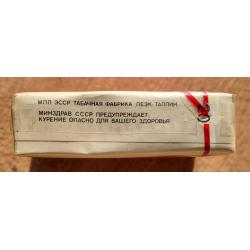 МПП ЭССР ТАБАЧНАЯ ФАБРИКА ЛЕЭК·ТАЛЛИН
МИНЗДРАВ СССР ПРЕДУПРЕЖДАЕТ:
КУРЕНИЕ ОПАСНО ДЛЯ ВАШЕГО ЗДОРОВЬЯ